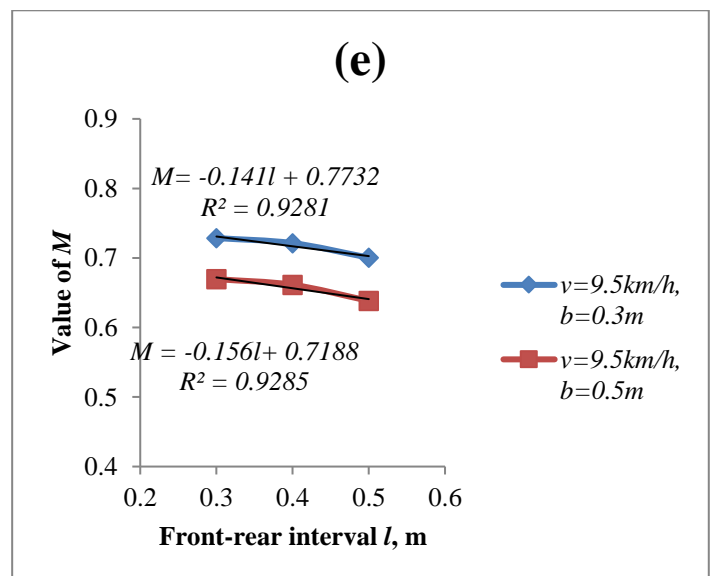 (e)
0.9
0.8
0.7
0.6
0.5
0.4
Value of M
M= -0.141l + 0.7732
R² = 0.9281
M = -0.156l+ 0.7188
R² = 0.9285
0.2 0.3 0.4 0.5 0.6
Front-rear interval l, m
v=9.5km/h,
b=0.3m
v=9.5km/h,
b=0.5m